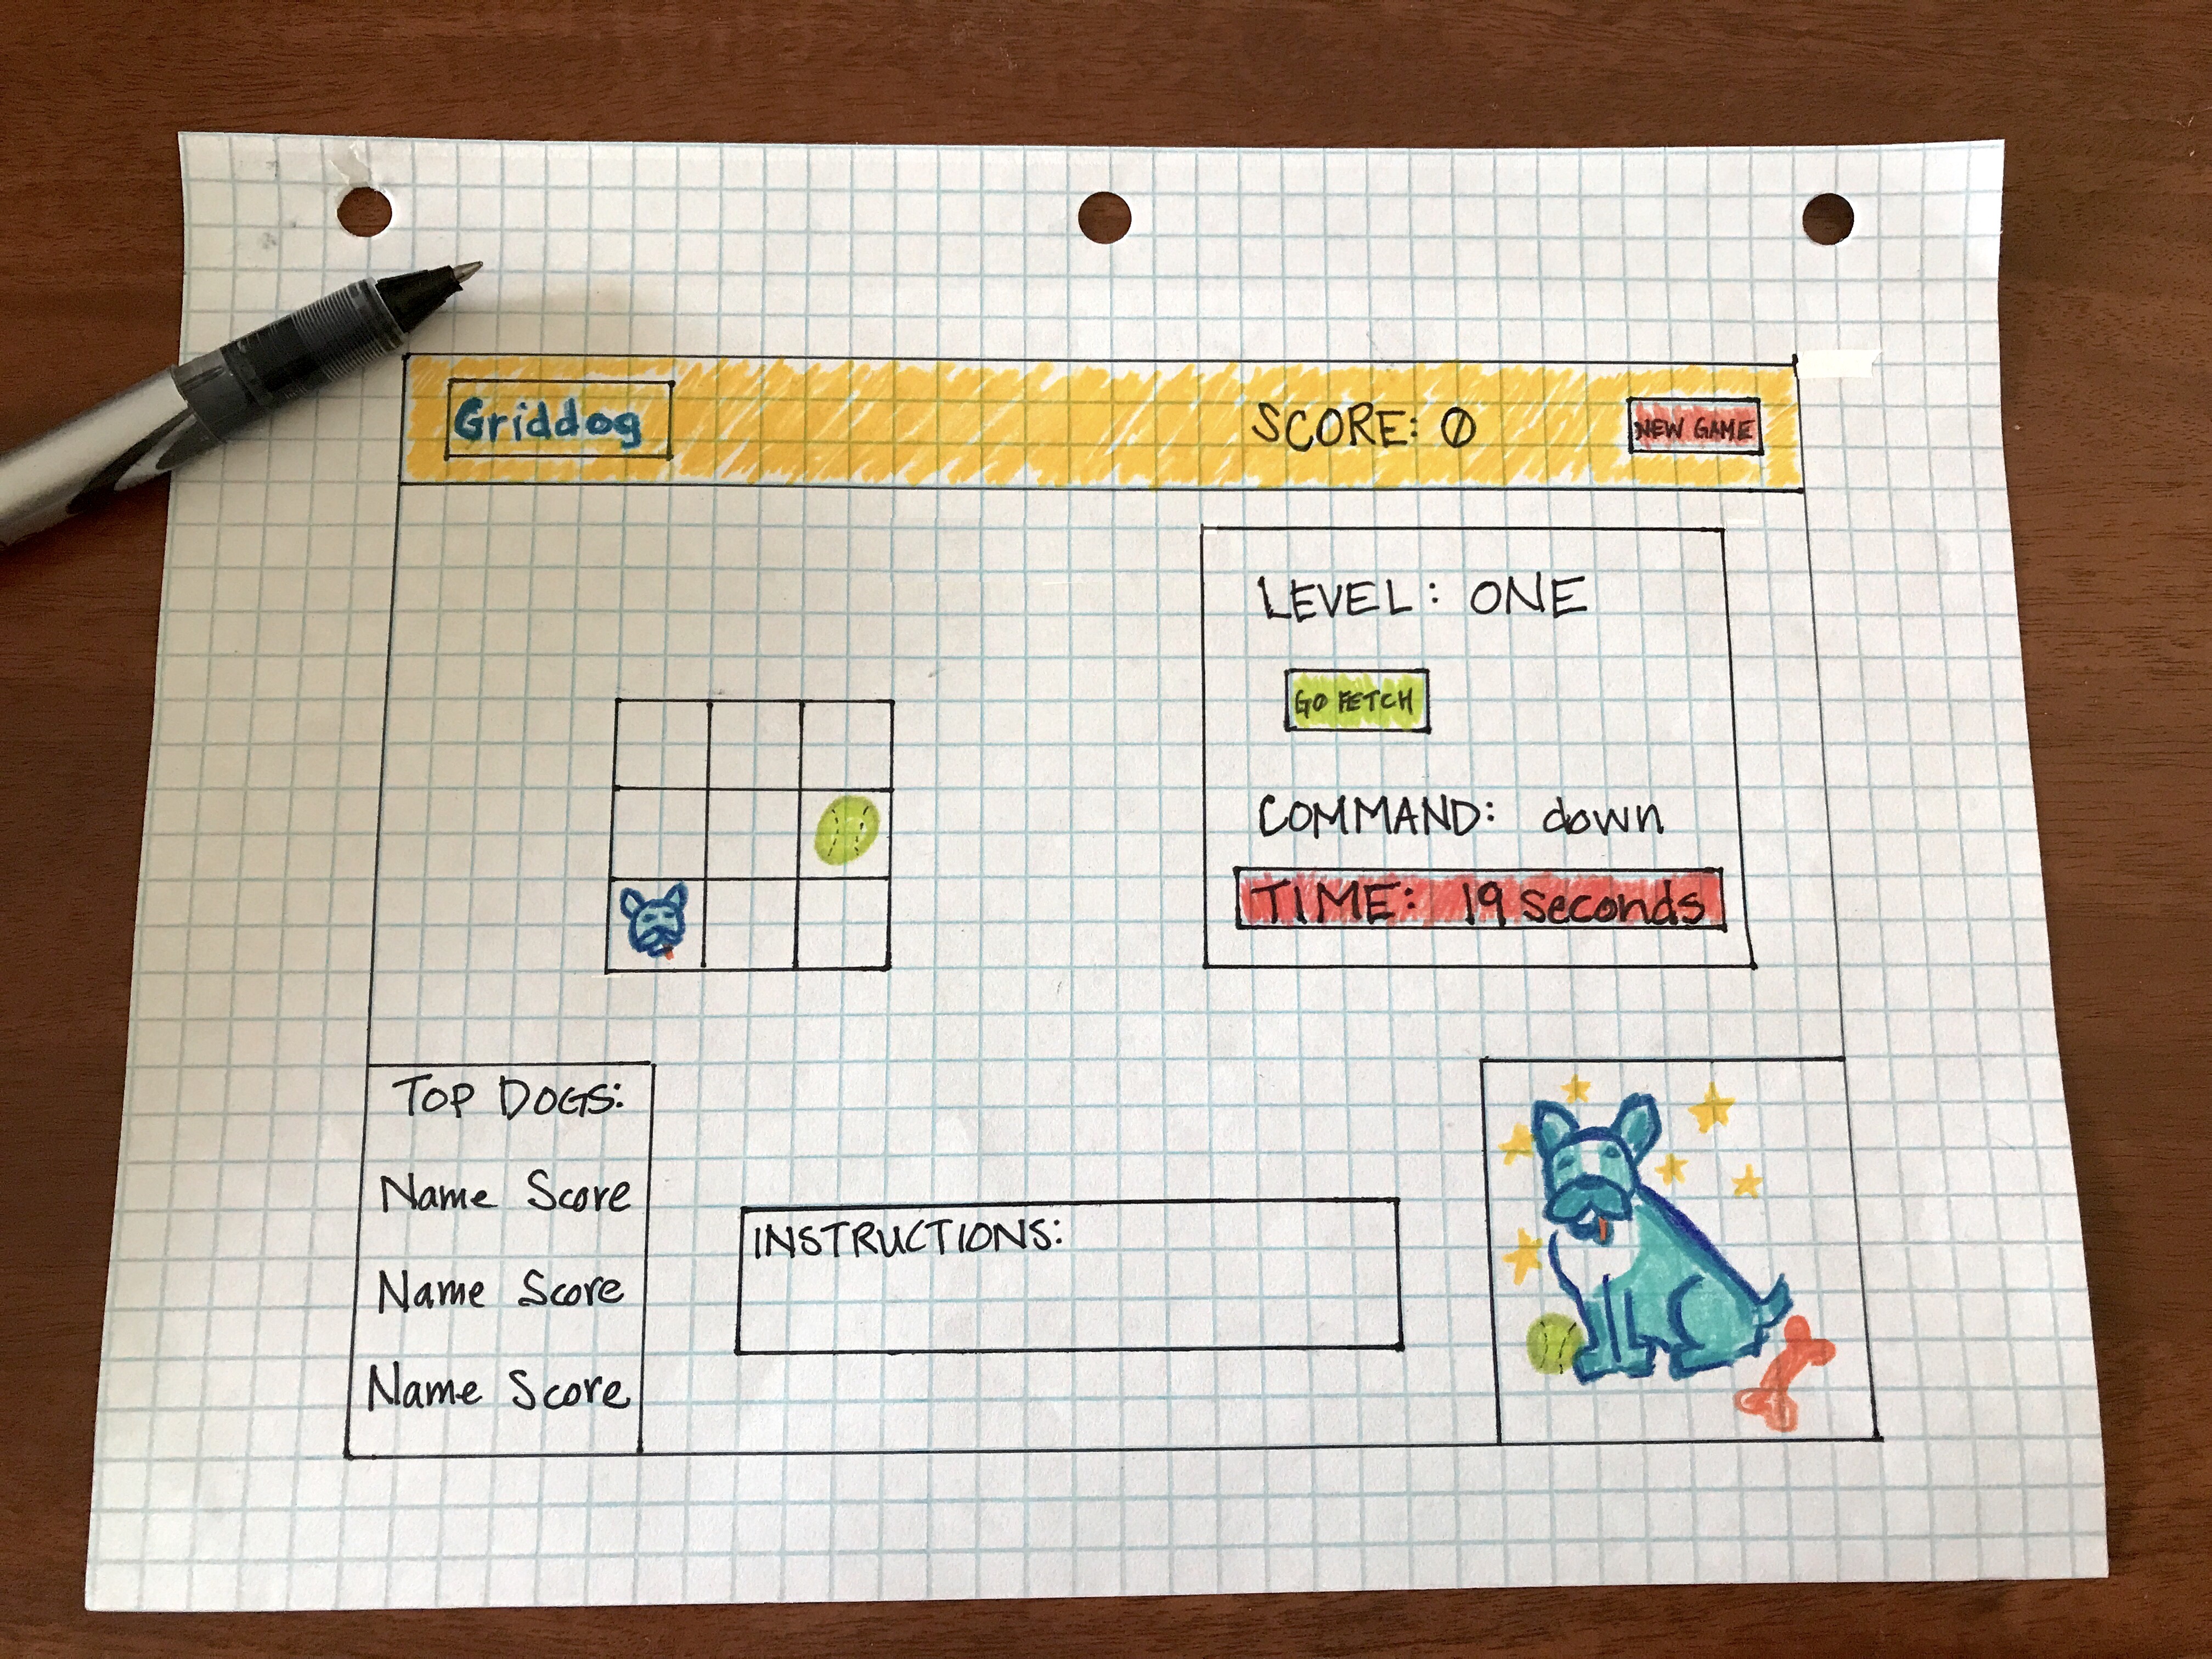 Griddog
SCORE: 0
NEW GAME
LEVEL: ONE
GO FETCH
COMMAND: down
TIME: 19 seconds
TOP DOGS:
Name Score
Name Score
Name Score
INSTRUCTIONS: